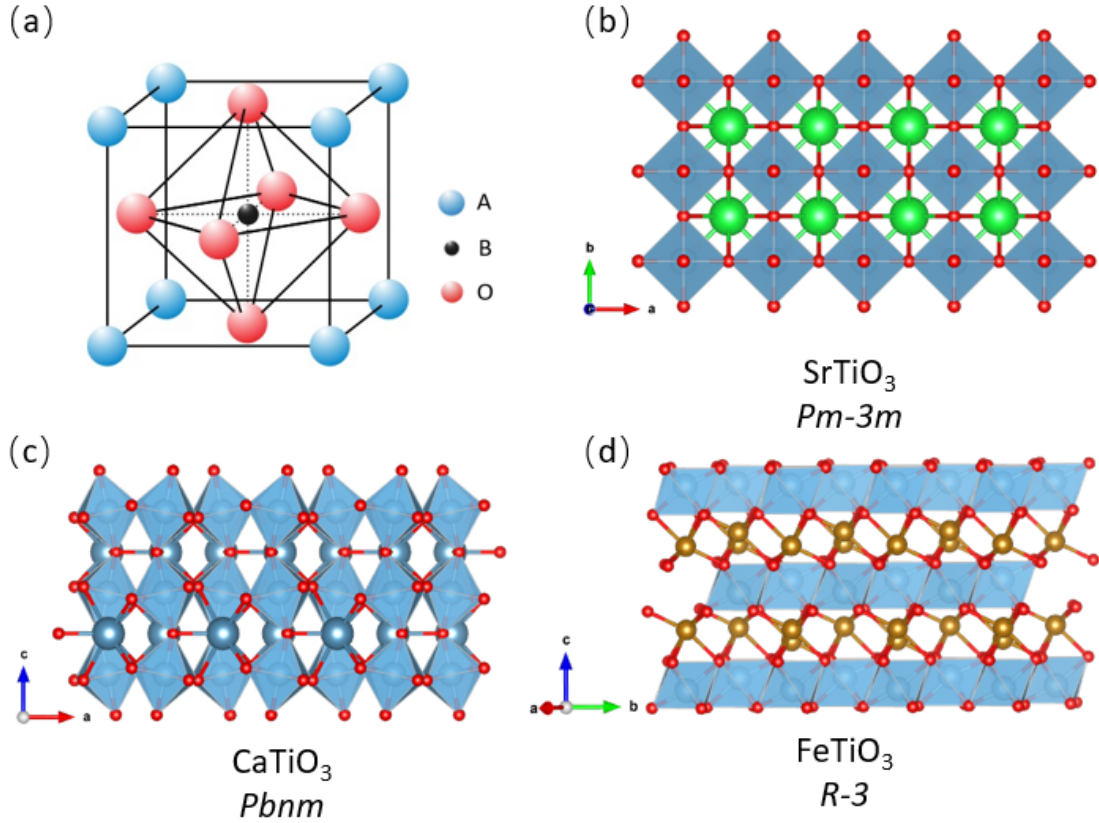 (a)
A
B
O
(b)
b
c
a
SrTiO₃
Pm-3m
(c)
c
a
CaTiO₃
Pbnm
(d)
c
a
b
FeTiO₃
R-3